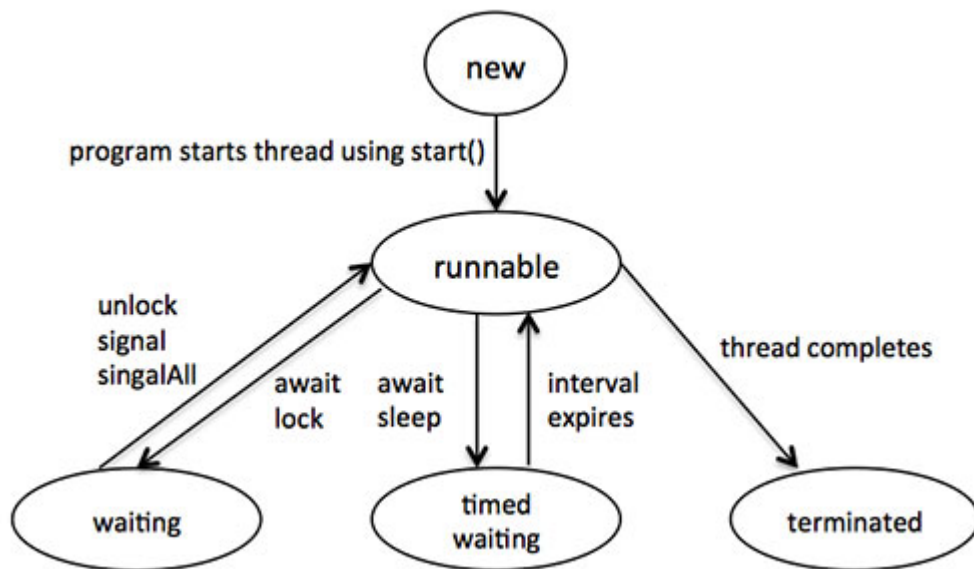 new
program starts thread using start()
runnable
unlock
signal
singalAll
await
lock
await
sleep
interval
expires
thread completes
waiting
timed
waiting
terminated